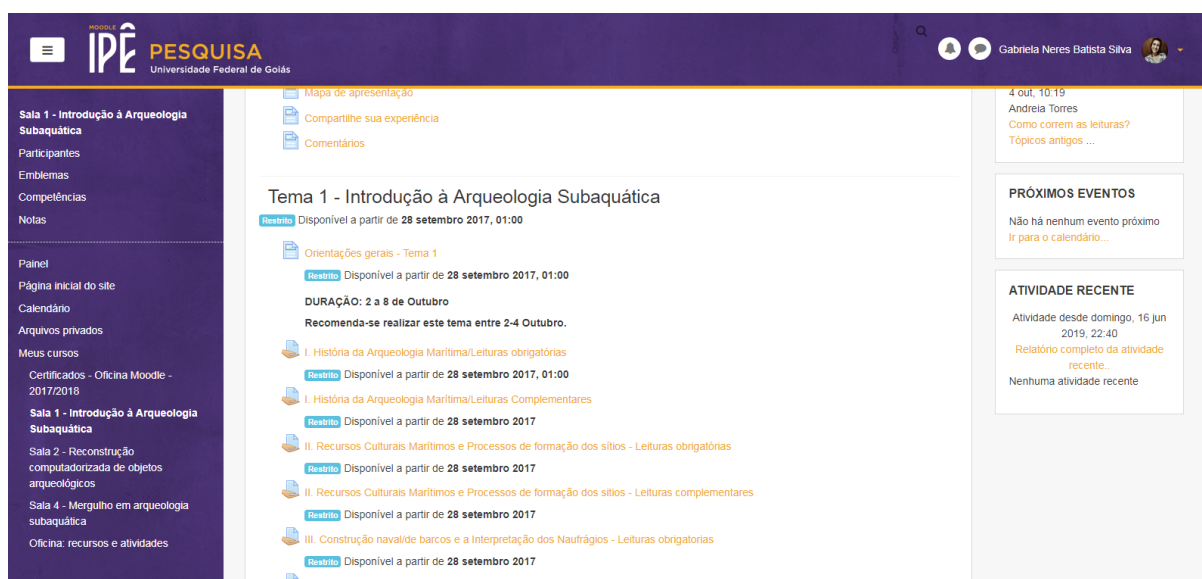 MOODLE
IPÊ PESQUISA
Universidade Federal de Goiás
Gabriela Neres Batista Silva
Sala 1 - Introdução à Arqueologia
Subaquática
Participantes
Emblemas
Competências
Notas
Painel
Página inicial do site
Calendário
Arquivos privados
Meus cursos
Certificados - Oficina Moodle -
2017/2018
Sala 1 - Introdução à Arqueologia
Subaquática
Sala 2 - Reconstrução
computadorizada de objetos
arqueológicos
Sala 4 - Mergulho em arqueologia
subaquática
Oficina: recursos e atividades
Mapa de apresentação
Compartilhe sua experiência
Comentários
Tema 1 - Introdução à Arqueologia Subaquática
Restrito Disponível a partir de 28 setembro 2017, 01:00
Orientações gerais - Tema 1
Restrito Disponível a partir de 28 setembro 2017, 01:00
DURAÇÃO: 2 a 8 de Outubro
Recomenda-se realizar este tema entre 2-4 Outubro.
I. História da Arqueologia Marítima/Leituras obrigatórias
Restrito Disponível a partir de 28 setembro 2017, 01:00
I. História da Arqueologia Marítima/Leituras Complementares
Restrito Disponível a partir de 28 setembro 2017
II. Recursos Culturais Marítimos e Processos de formação dos sítios - Leituras obrigatórias
Restrito Disponível a partir de 28 setembro 2017
II. Recursos Culturais Marítimos e Processos de formação dos sítios - Leituras complementares
Restrito Disponível a partir de 28 setembro 2017
III. Construção naval/de barcos e a Interpretação dos Naufrágios - Leituras obrigatorias
Restrito Disponível a partir de 28 setembro 2017
4 out, 10:19
Andreia Torres
Como correm as leituras?
Tópicos antigos ...
PRÓXIMOS EVENTOS
Não há nenhum evento próximo
Ir para o calendário...
ATIVIDADE RECENTE
Atividade desde domingo, 16 jun
2019, 22:40
Relatório completo da atividade
recente..
Nenhuma atividade recente